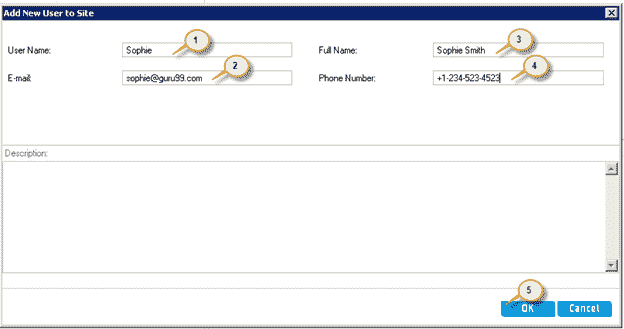 Add New User to Site
1 3
User Name: Sophie Full Name: Sophie Smith
2 4
E-mail: sophie@guru99.com Phone Number: +1-234-523-4523
Description:
5
OK Cancel